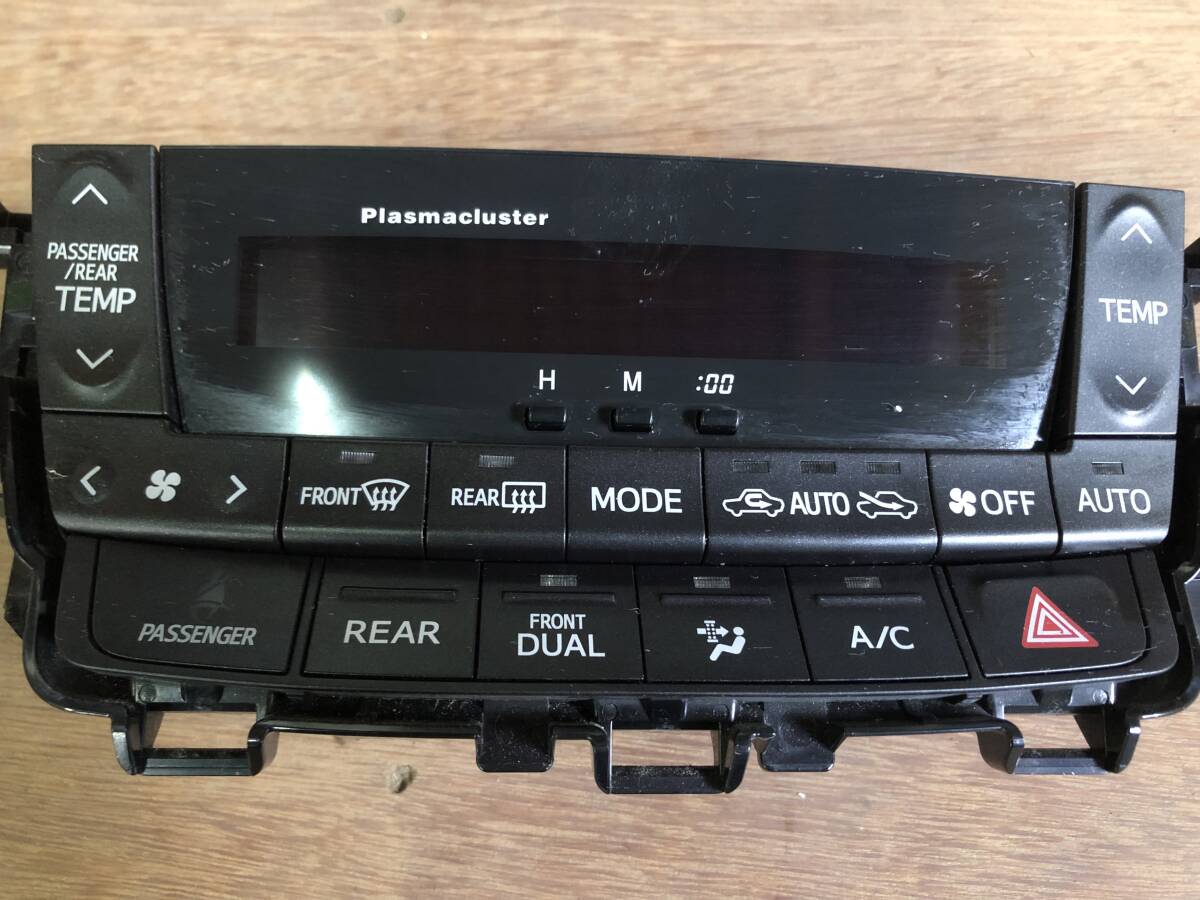 Plasmacluster
PASSENGER
/REAR
TEMP
TEMP
H M :00
FRONT REAR MODE AUTO OFF AUTO
PASSENGER REAR FRONT
DUAL A/C